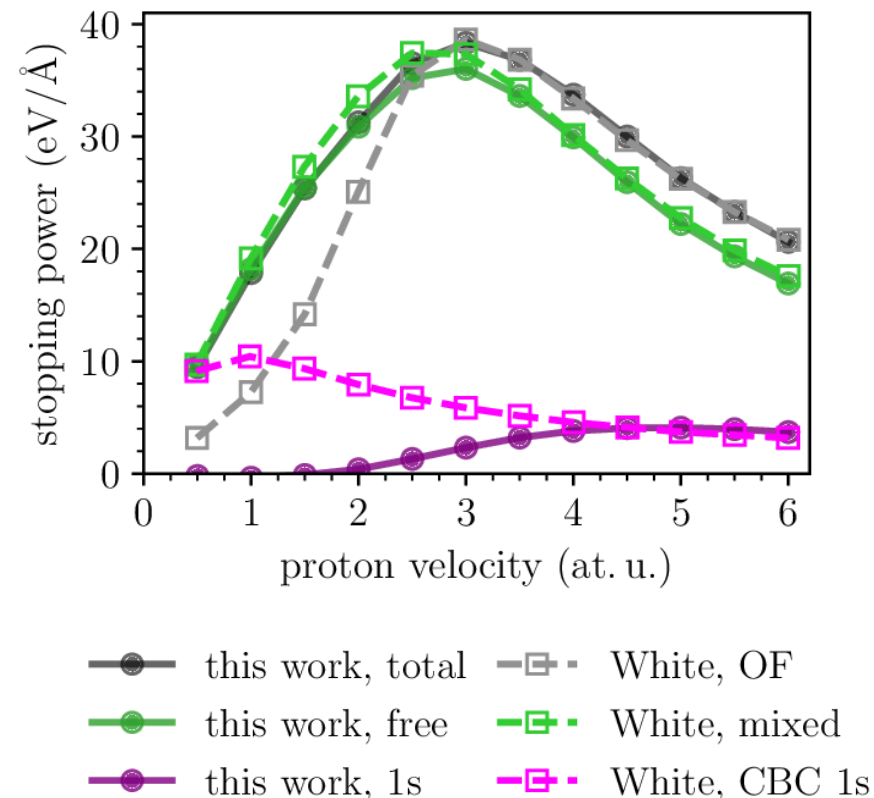 40
30
20
10
0
stopping power (eV/Å)
0 1 2 3 4 5 6
proton velocity (at. u.)
this work, total White, OF
this work, free White, mixed
this work, 1s White, CBC 1s